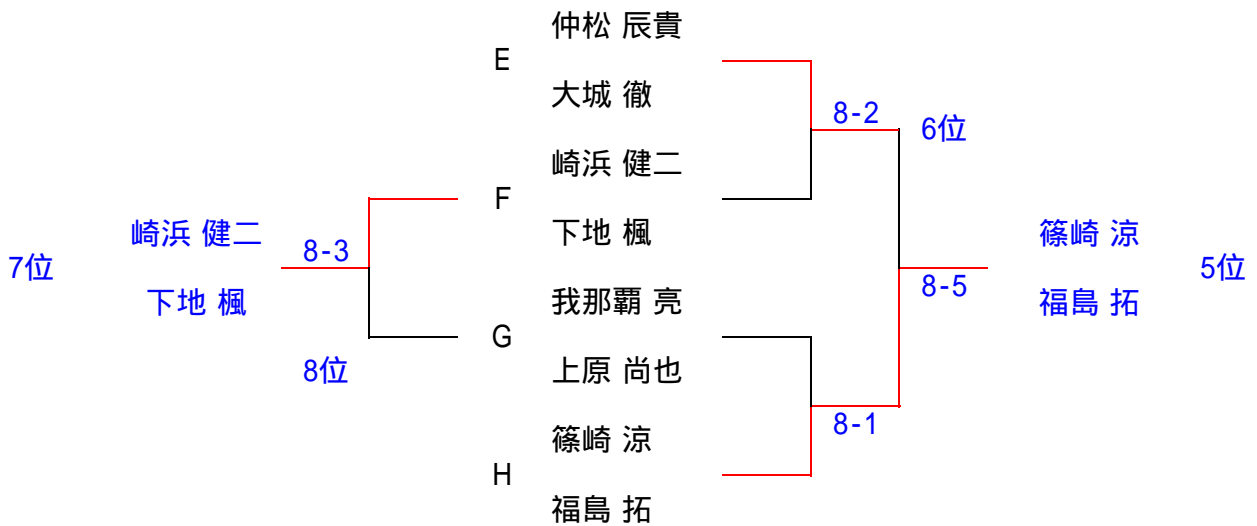 仲松 辰貴
E
大城 徹
8-2
6位
崎浜 健二
F
下地 楓
崎浜 健二
8-3
7位
下地 楓
篠崎 涼
8-5
5位
福島 拓
我那覇 亮
G
上原 尚也
8位
篠崎 涼
8-1
H
福島 拓